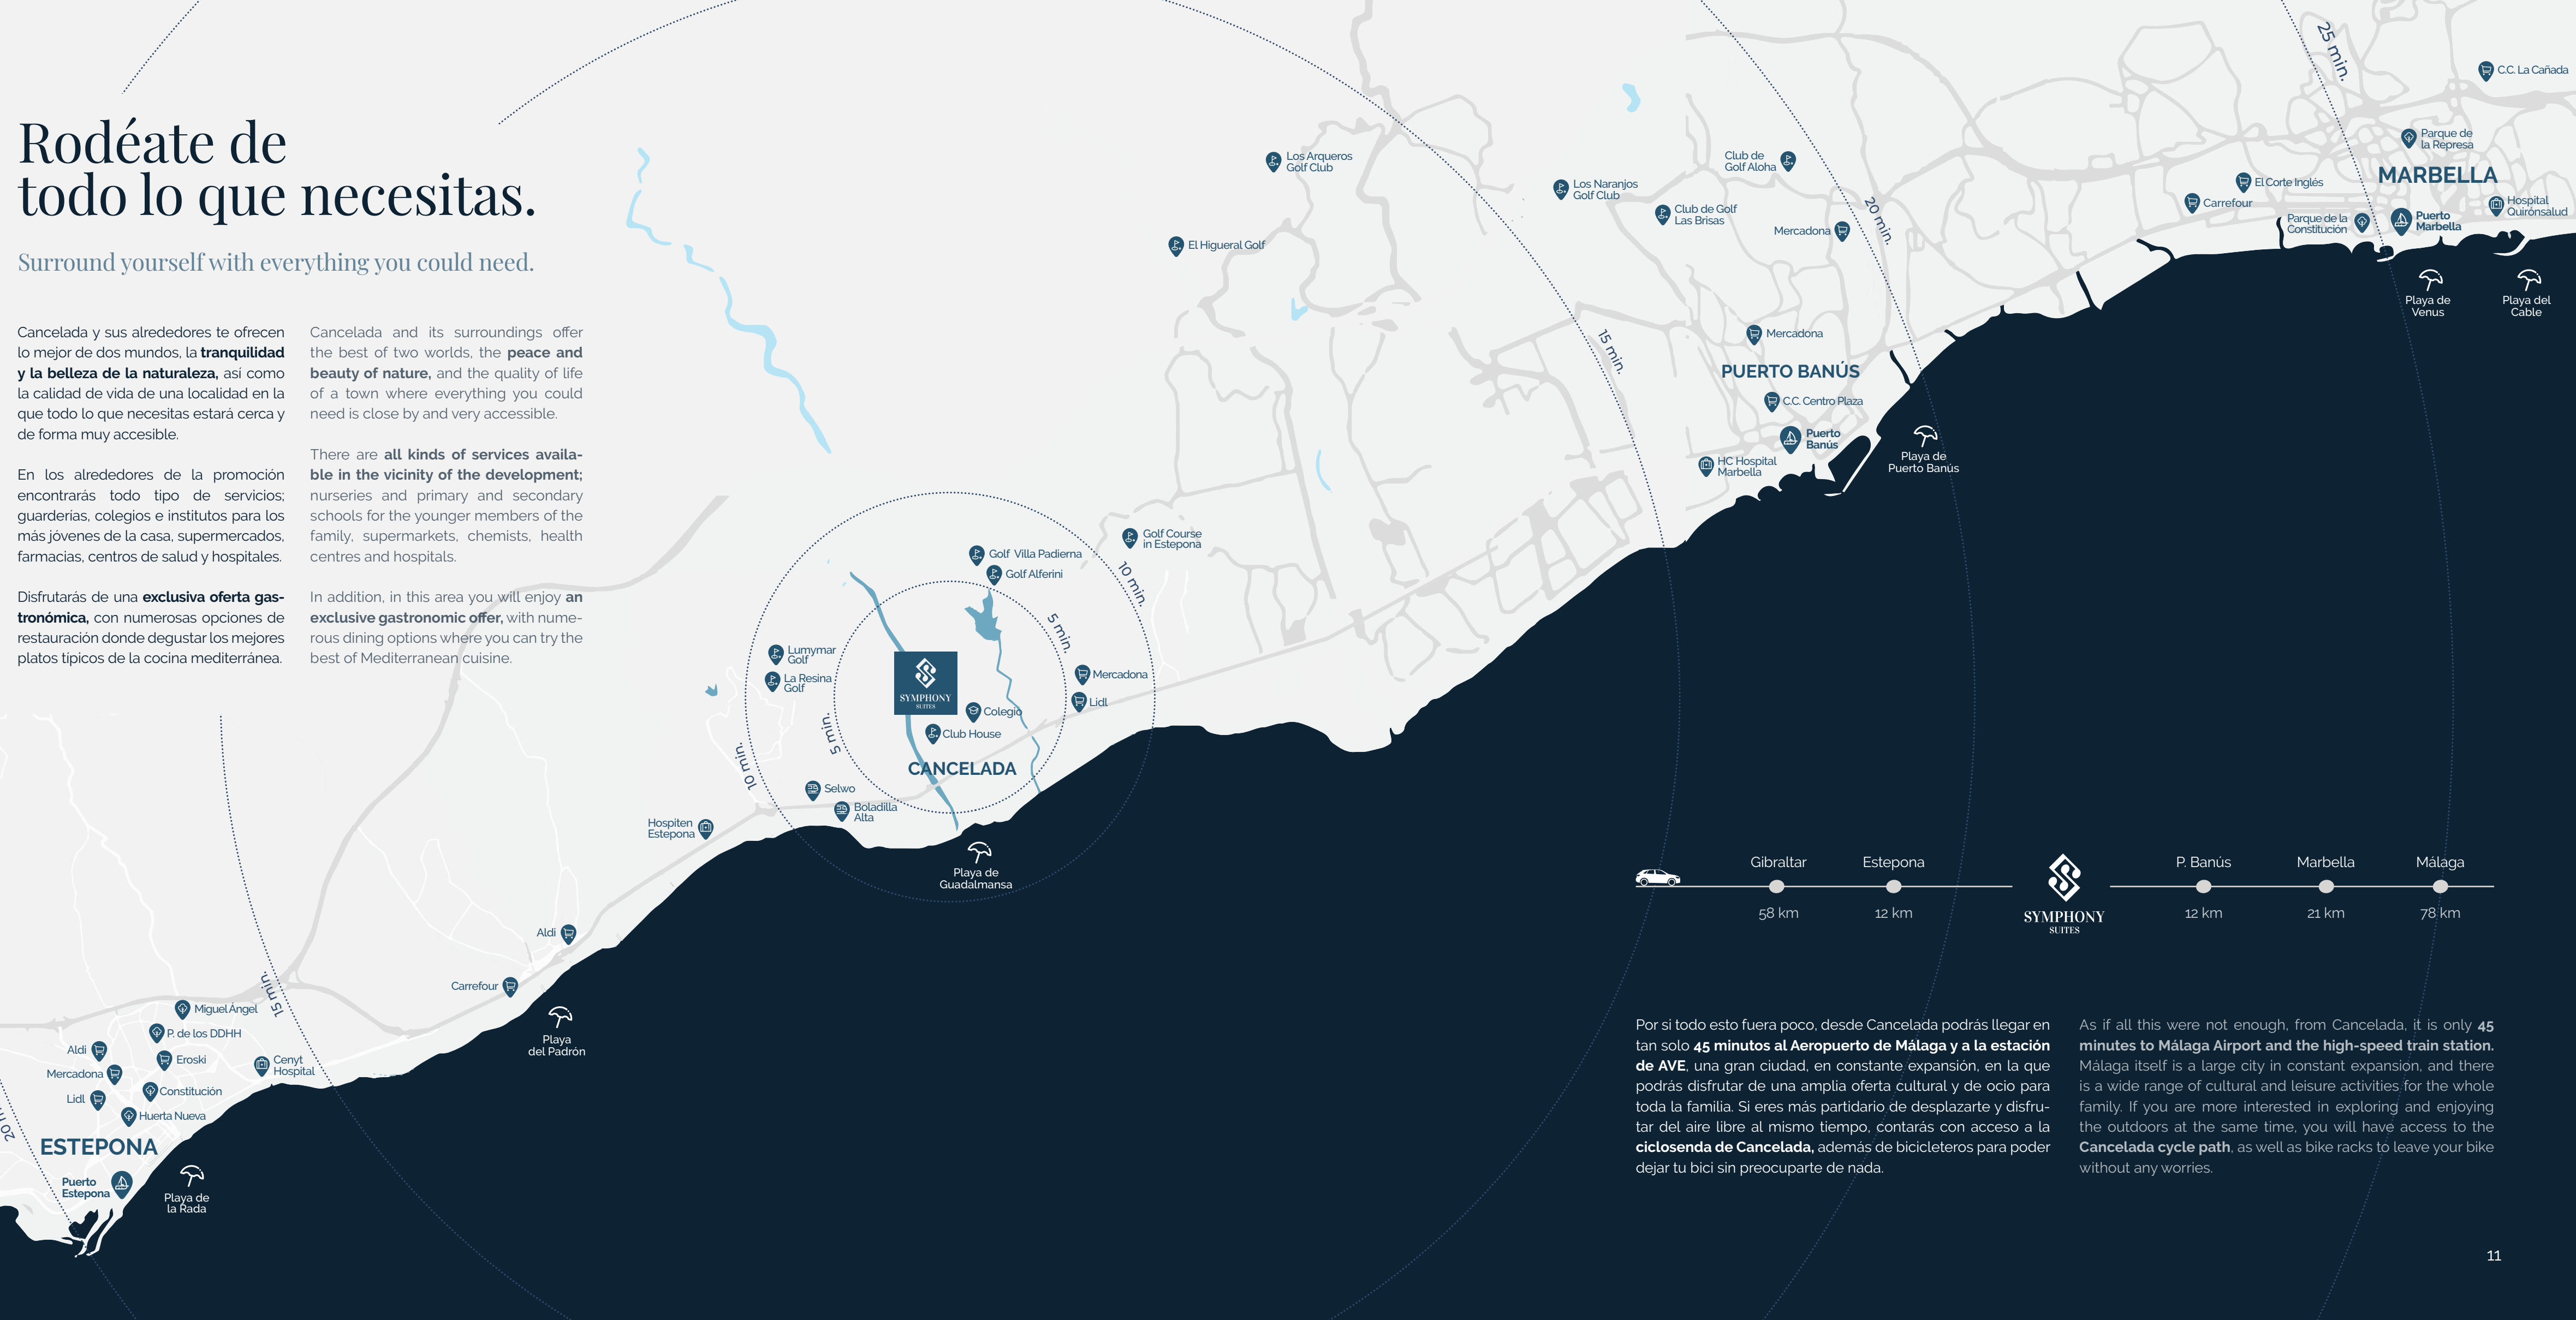 Rodéate de
todo lo que necesitas.
Surround yourself with everything you could need.
Cancelada y sus alrededores te ofrecen
lo mejor de dos mundos, la tranquilidad
y la belleza de la naturaleza, así como
la calidad de vida de una localidad en la
que todo lo que necesitas estará cerca y
de forma muy accesible.
En los alrededores de la promoción
encontrarás todo tipo de servicios;
guarderías, colegios e institutos para los
más jóvenes de la casa, supermercados,
farmacias, centros de salud y hospitales.
Disfrutarás de una exclusiva oferta gas-
tronómica, con numerosas opciones de
restauración donde degustar los mejores
platos típicos de la cocina mediterránea.
Cancelada and its surroundings offer
the best of two worlds, the peace and
beauty of nature, and the quality of life
of a town where everything you could
need is close by and very accessible.
There are all kinds of services availa-
ble in the vicinity of the development;
nurseries and primary and secondary
schools for the younger members of the
family, supermarkets, chemists, health
centres and hospitals.
In addition, in this area you will enjoy an
exclusive gastronomic offer, with nume-
rous dining options where you can try the
best of Mediterranean cuisine.
25 min.
C.C. La Cañada
Parque de
la Represa
MARBELLA
El Corte Inglés
Carrefour
Hospital
Quirónsalud
Parque de la
Constitución
Puerto
Marbella
Playa de
Venus
Playa del
Cable
Los Arqueros
Golf Club
El Higueral Golf
Los Naranjos
Golf Club
Club de
Golf Aloha
Club de Golf
Las Brisas
Mercadona
20 min.
15 min.
Mercadona
PUERTO BANÚS
C.C. Centro Plaza
Puerto
Banús
HC Hospital
Marbella
Playa de
Puerto Banús
Golf Course
in Estepona
Golf Villa Padierna
Golf Alferini
10 min.
5 min.
Lumymar
Golf
La Resina
Golf
SYMPHONY
SUITES
Mercadona
Lidl
Colegio
Club House
5 min.
10 min.
CANCELADA
Selwo
Boladilla
Alta
Hospiten
Estepona
Playa de
Guadalmansa
Aldi
Carrefour
Playa
del Padrón
15 min
Miguel Ángel
P. de los DDHH
Aldi
Eroski
Cenyt
Hospital
Mercadona
Constitución
Lidl
Huerta Nueva
20 m
ESTEPONA
Puerto
Estepona
Playa de
la Rada
Gibraltar
58 km
Estepona
12 km
SYMPHONY
SUITES
P. Banús
12 km
Marbella
21 km
Málaga
78 km
Por si todo esto fuera poco, desde Cancelada podrás llegar en
tan solo 45 minutos al Aeropuerto de Málaga y a la estación
de AVE, una gran ciudad, en constante expansión, en la que
podrás disfrutar de una amplia oferta cultural y de ocio para
toda la familia. Si eres más partidario de desplazarte y disfru-
tar del aire libre al mismo tiempo, contarás con acceso a la
ciclosenda de Cancelada, además de bicicleteros para poder
dejar tu bici sin preocuparte de nada.
As if all this were not enough, from Cancelada, it is only 45
minutes to Málaga Airport and the high-speed train station.
Málaga itself is a large city in constant expansion, and there
is a wide range of cultural and leisure activities for the whole
family. If you are more interested in exploring and enjoying
the outdoors at the same time, you will have access to the
Cancelada cycle path, as well as bike racks to leave your bike
without any worries.
11